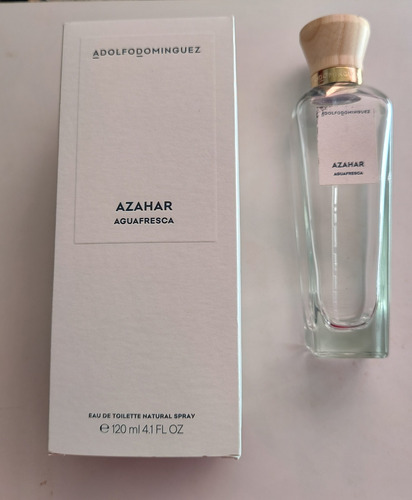 ADOLFODOMINGUEZ
AZAHAR
AGUAFRESCA
EAU DE TOILETTE NATURAL SPRAY
℮ 120 ml 4.1 FL OZ
ADOLFODOMINGUEZ
AZAHAR
AGUAFRESCA